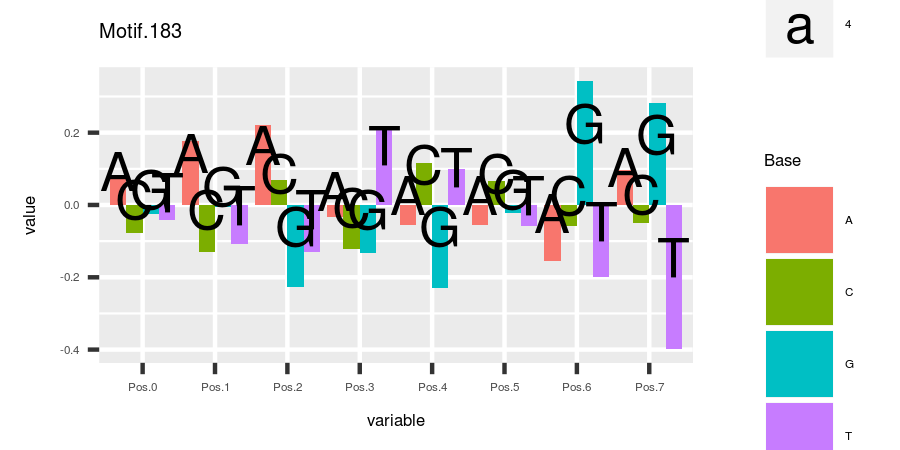 Motif.183
a 4
value
0.2
0.0
-0.2
-0.4
A C G T A C G T A C G T A C G T A C G T A C G T A C G T A C G T
Pos.0 Pos.1 Pos.2 Pos.3 Pos.4 Pos.5 Pos.6 Pos.7
variable
Base
A
C
G
T